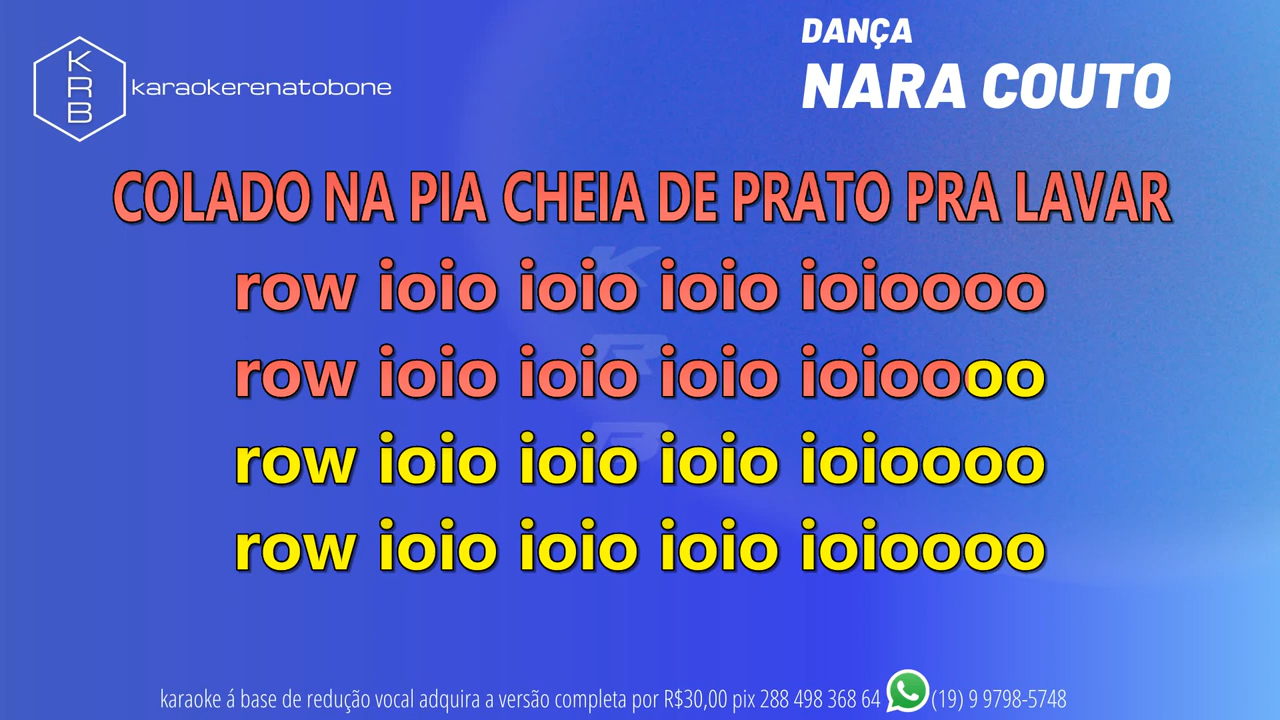 K
R
B
karaokerenatobone
DANÇA
NARA COUTO
COLADO NA PIA CHEIA DE PRATO PRA LAVAR
row ioio ioio ioio ioioooo
row ioio ioio ioio ioioooo
row ioio ioio ioio ioioooo
row ioio ioio ioio ioioooo
K
R
B
karaoke á base de redução vocal adquira a versão completa por R$30,00 pix 288 498 368 64 (19) 9 9798-5748